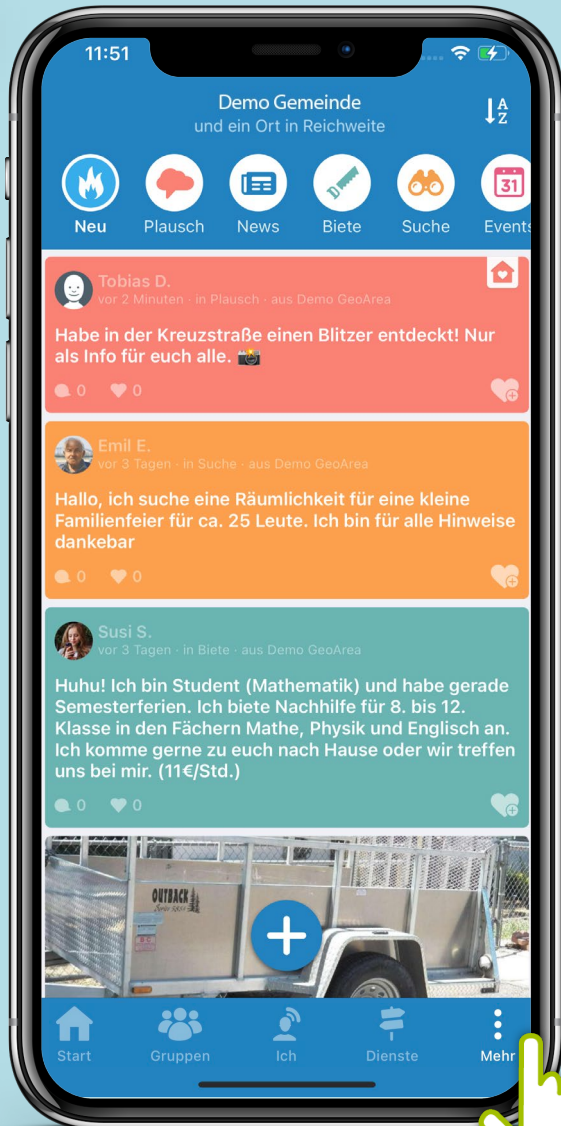 11:51
Demo Gemeinde
und ein Ort in Reichweite
A
Z
31
Neu
Plausch
News
Biete
Suche
Events
Tobias D.
vor 2 Minuten · in Plausch · aus Demo GeoArea
Habe in der Kreuzstraße einen Blitzer entdeckt! Nur
als Info für euch alle. 📸
0
0
Emil E.
vor 3 Tagen · in Suche · aus Demo GeoArea
Hallo, ich suche eine Räumlichkeit für eine kleine
Familienfeier für ca. 25 Leute. Ich bin für alle Hinweise
dankebar
0
0
Susi S.
vor 3 Tagen · in Biete · aus Demo GeoArea
Huhu! Ich bin Student (Mathematik) und habe gerade
Semesterferien. Ich biete Nachhilfe für 8. bis 12.
Klasse in den Fächern Mathe, Physik und Englisch an.
Ich komme gerne zu euch nach Hause oder wir treffen
uns bei mir. (11€/Std.)
0
0
OUTBACK
Start
Gruppen
Ich
Dienste
Mehr